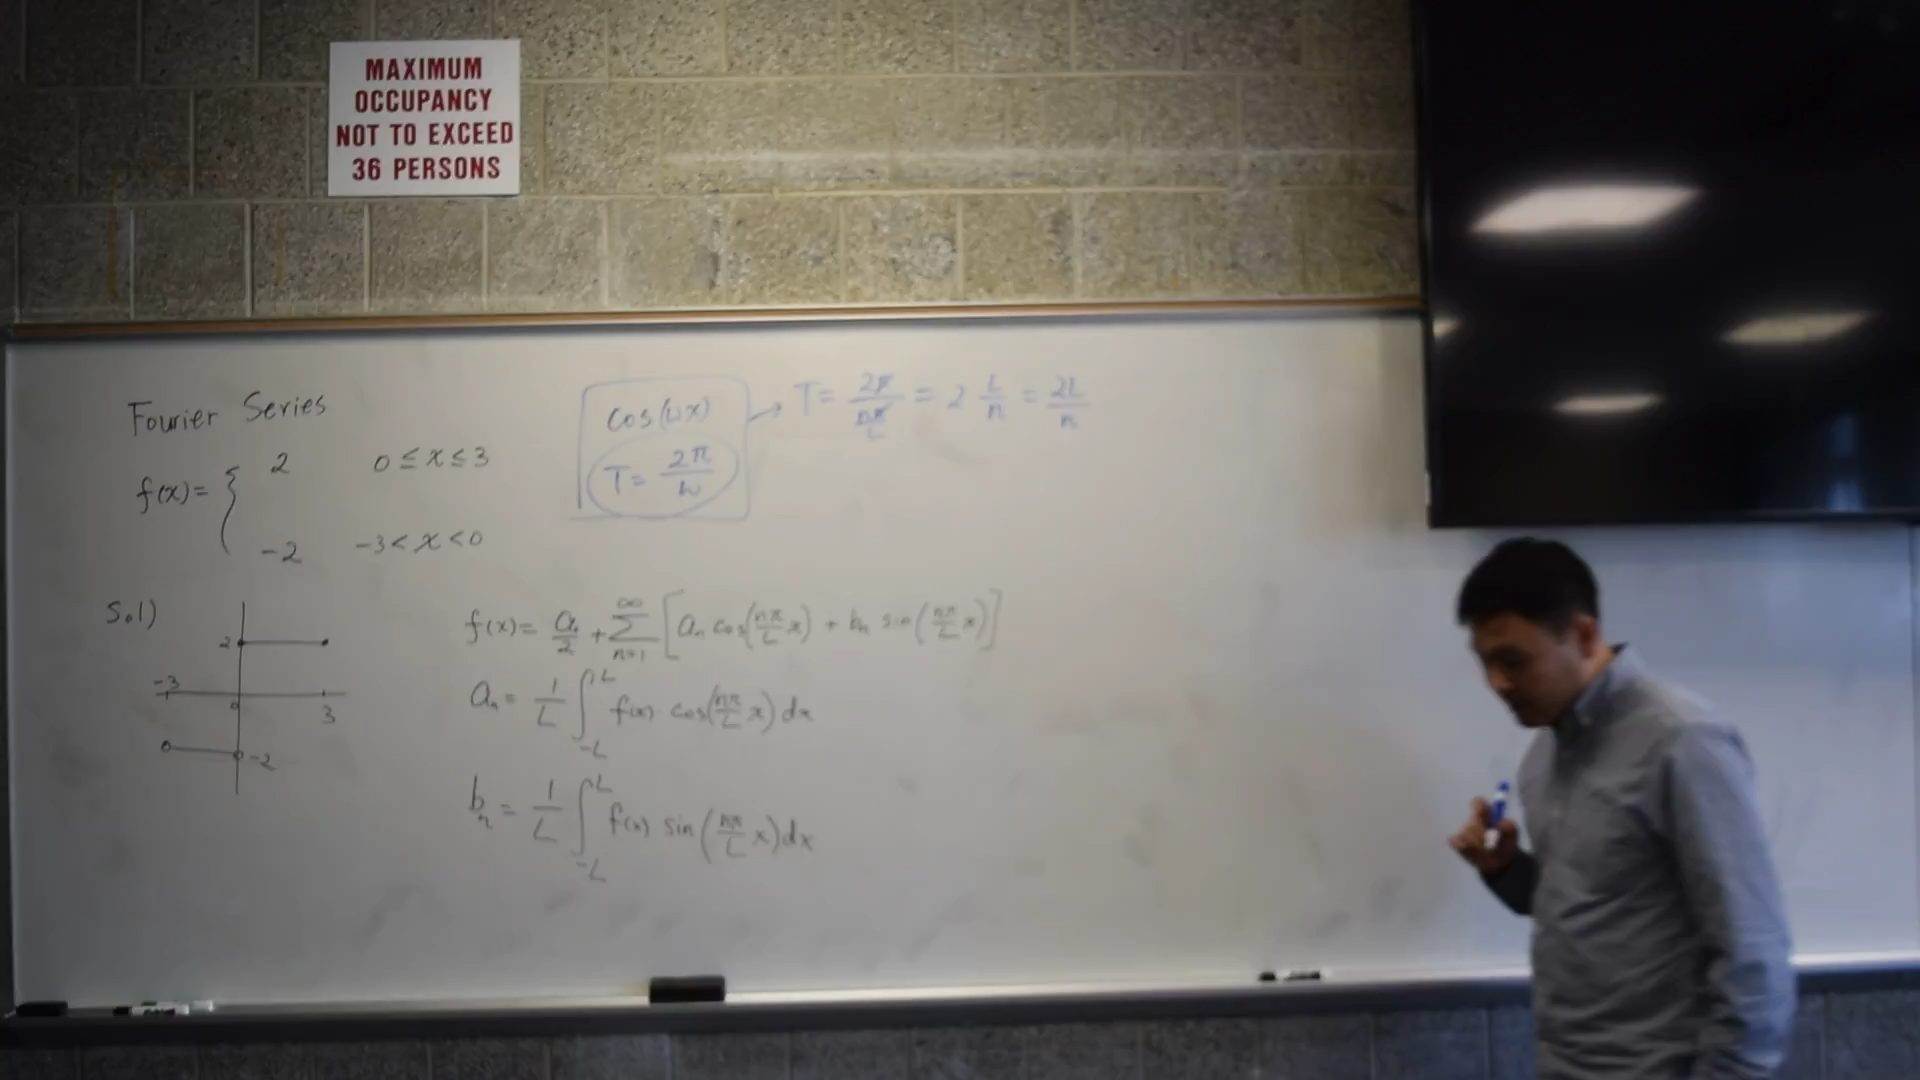 MAXIMUM
OCCUPANCY
NOT TO EXCEED
36 PERSONS
Fourier Series
f(x)= { 2 0 ≤ x ≤ 3
-2 -3 < x < 0
cos(ωx)
T= 2π/ω
→ T= 2π/(nπ/L) = 2 L/n = 2L/n
Sol)
2
-3
0
3
-2
f(x)= a₀/2 + ∑_{n=1}^{∞} [aₙ cos(nπ/L x) + bₙ sin(nπ/L x)]
aₙ= 1/L ∫_{-L}^{L} f(x) cos(nπ/L x) dx
bₙ= 1/L ∫_{-L}^{L} f(x) sin(nπ/L x) dx